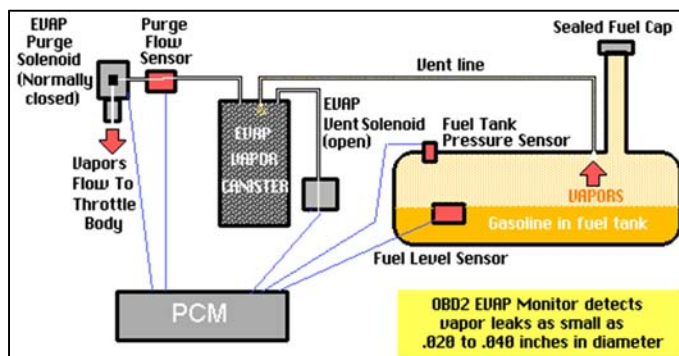 EVAP
Purge
Solenoid
(Normally
closed)
Purge
Flow
Sensor
Sealed Fuel Cap
Vent line
EVAP
Vent Solenoid
(open)
Fuel Tank
Pressure Sensor
EVAP
VAPOR
CANISTER
Vapors
Flow To
Throttle
Body
VAPORS
Gasoline in fuel tank
Fuel Level Sensor
PCM
OBD2 EVAP Monitor detects
vapor leaks as small as
.020 to .040 inches in diameter